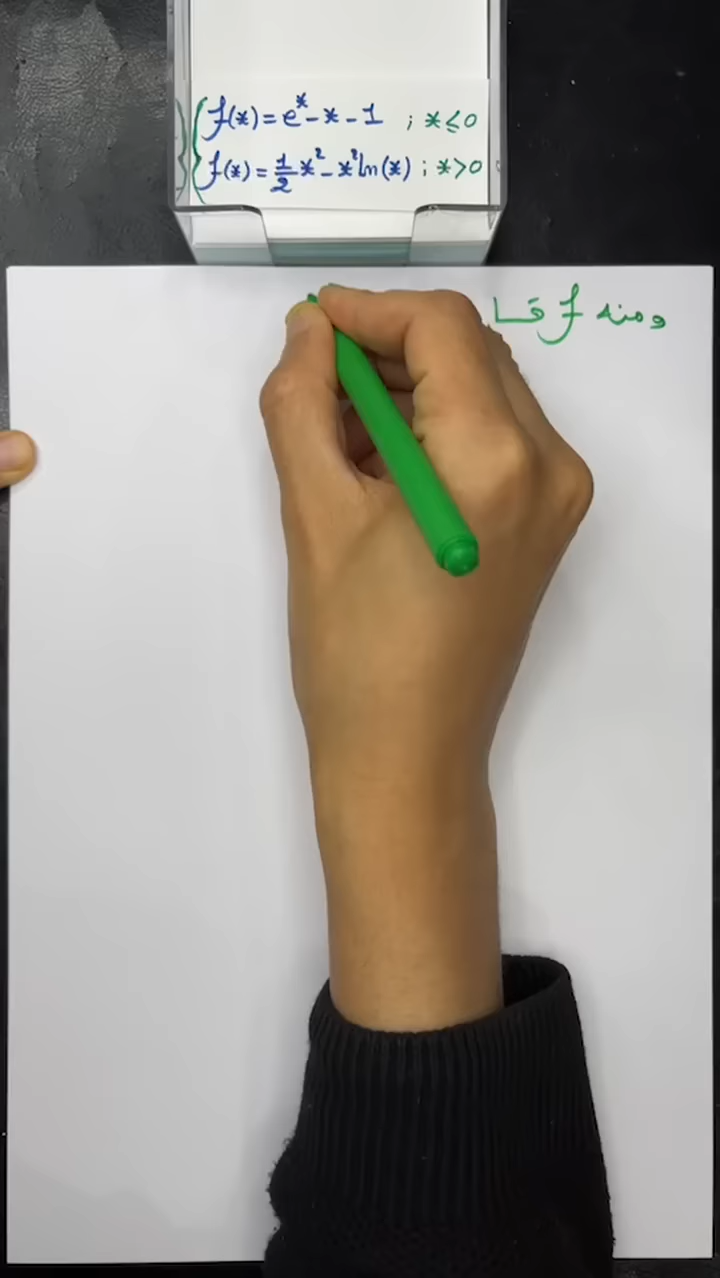 f(x) = e^x - x - 1 ; x ≤ 0
f(x) = 1/2 x² - x² ln(x) ; x > 0
ومنه f قا